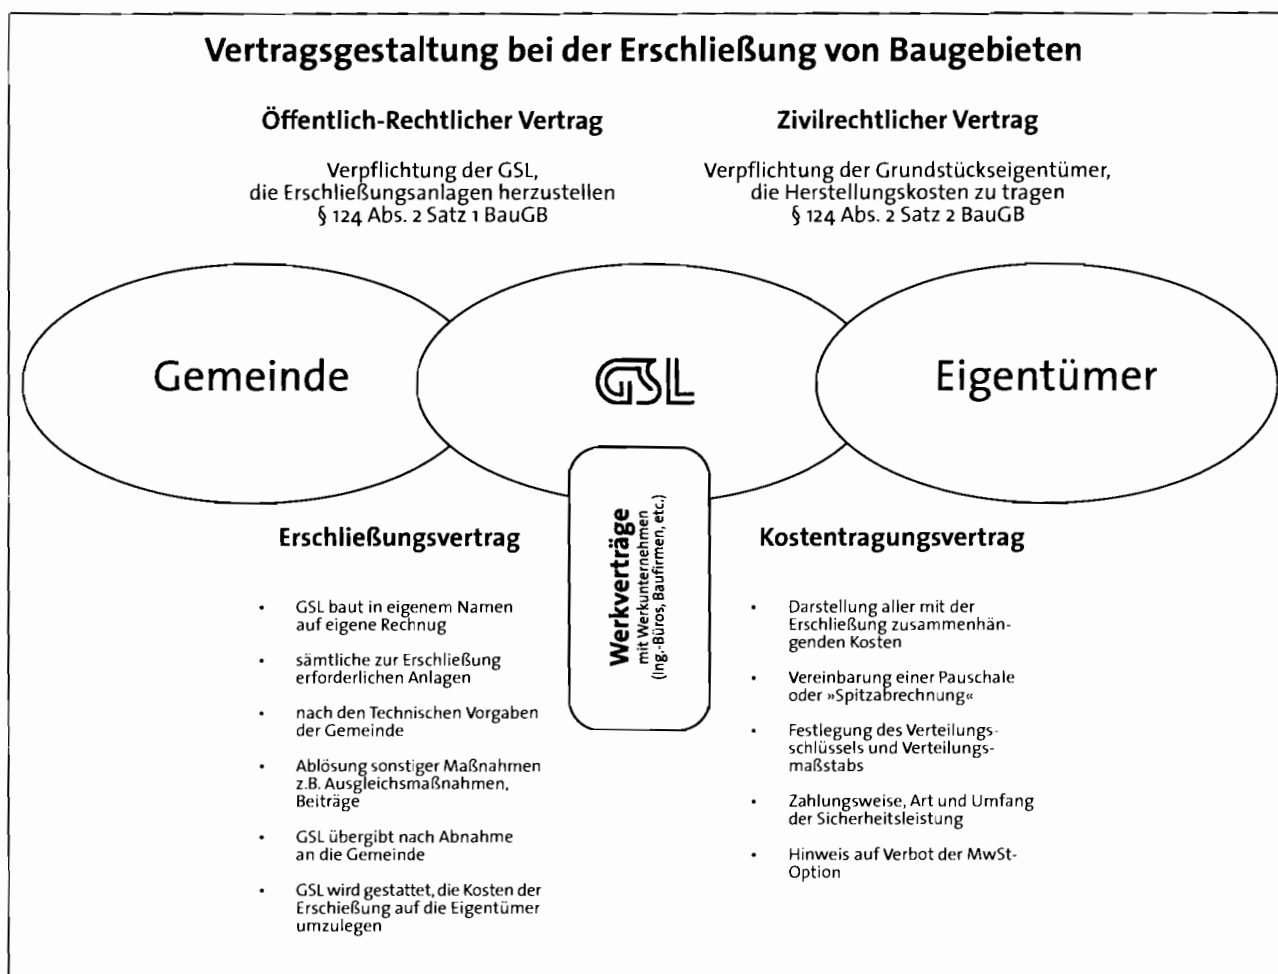 Vertragsgestaltung bei der Erschließung von Baugebieten
Öffentlich-Rechtlicher Vertrag
Verpflichtung der GSL,
die Erschließungsanlagen herzustellen
§ 124 Abs. 2 Satz 1 BauGB
Zivilrechtlicher Vertrag
Verpflichtung der Grundstückseigentümer,
die Herstellungskosten zu tragen
§ 124 Abs. 2 Satz 2 BauGB
Gemeinde
GSL
Eigentümer
Werkverträge
mit Werkunternehmen
(Ing.-Büros, Baufirmen, etc.)
Erschließungsvertrag
• GSL baut in eigenem Namen
auf eigene Rechnug
• sämtliche zur Erschließung
erforderlichen Anlagen
• nach den Technischen Vorgaben
der Gemeinde
• Ablösung sonstiger Maßnahmen
z.B. Ausgleichsmaßnahmen,
Beiträge
• GSL übergibt nach Abnahme
an die Gemeinde
• GSL wird gestattet, die Kosten der
Erschießung auf die Eigentümer
umzulegen
Kostentragungsvertrag
• Darstellung aller mit der
Erschließung zusammenhän-
genden Kosten
• Vereinbarung einer Pauschale
oder »Spitzabrechnung«
• Festlegung des Verteilungs-
schlüssels und Verteilungs-
maßstabs
• Zahlungsweise, Art und Umfang
der Sicherheitsleistung
• Hinweis auf Verbot der MwSt-
Option